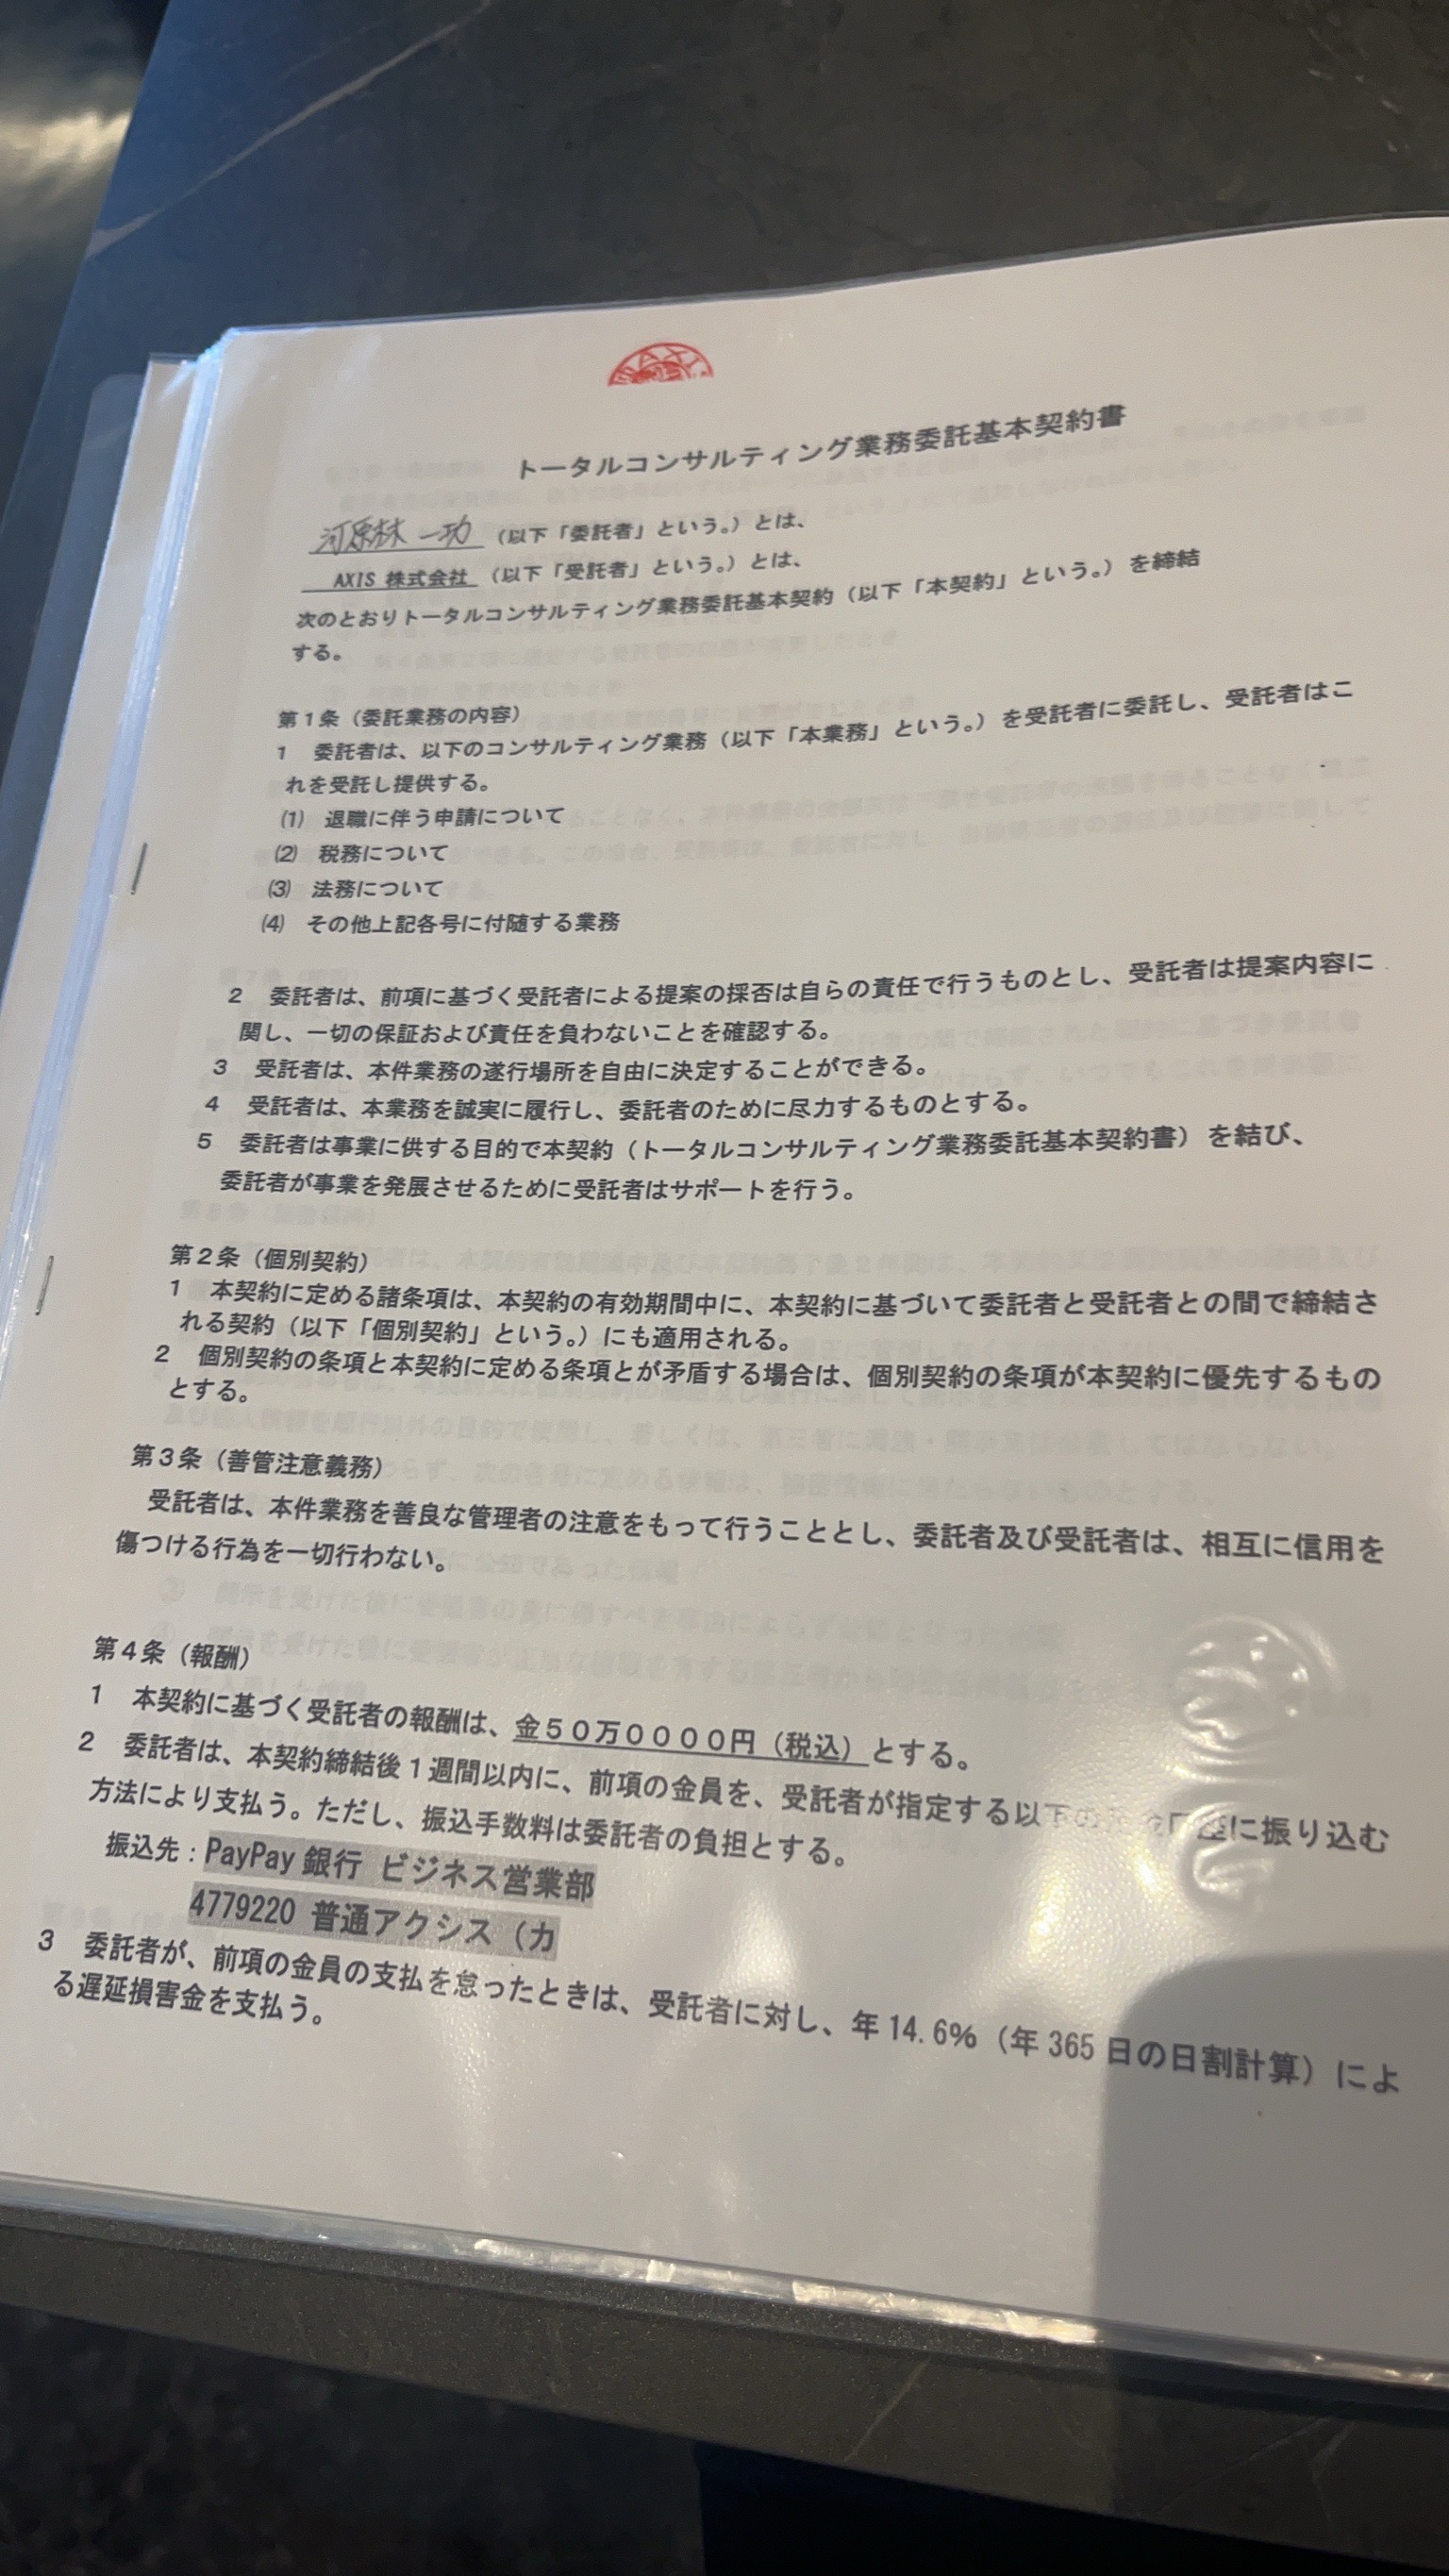 トータルコンサルティング業務委託基本契約書
河原林 一功 (以下「委託者」という。)とは、
AXIS 株式会社 (以下「受託者」という。)とは、
次のとおりトータルコンサルティング業務委託基本契約(以下「本契約」という。)を締結
する。
第1条(委託業務の内容)
1 委託者は、以下のコンサルティング業務(以下「本業務」という。)を受託者に委託し、受託者はこ
れを受託し提供する。
(1) 退職に伴う申請について
(2) 税務について
(3) 法務について
(4) その他上記各号に付随する業務
2 委託者は、前項に基づく受託者による提案の採否は自らの責任で行うものとし、受託者は提案内容に
関し、一切の保証および責任を負わないことを確認する。
3 受託者は、本件業務の遂行場所を自由に決定することができる。
4 受託者は、本業務を誠実に履行し、委託者のために尽力するものとする。
5 委託者は事業に供する目的で本契約(トータルコンサルティング業務委託基本契約書)を結び、
委託者が事業を発展させるために受託者はサポートを行う。
第2条(個別契約)
1 本契約に定める諸条項は、本契約の有効期間中に、本契約に基づいて委託者と受託者との間で締結さ
れる契約(以下「個別契約」という。)にも適用される。
2 個別契約の条項と本契約に定める条項とが矛盾する場合は、個別契約の条項が本契約に優先するもの
とする。
第3条(善管注意義務)
受託者は、本件業務を善良な管理者の注意をもって行うこととし、委託者及び受託者は、相互に信用を
傷つける行為を一切行わない。
第4条(報酬)
1 本契約に基づく受託者の報酬は、金50万0000円(税込)とする。
2 委託者は、本契約締結後1週間以内に、前項の金員を、受託者が指定する以下の 口座に振り込む
方法により支払う。ただし、振込手数料は委託者の負担とする。
振込先:PayPay 銀行 ビジネス営業部
4779220 普通アクシス(カ
3 委託者が、前項の金員の支払を怠ったときは、受託者に対し、年14.6%(年365日の日割計算)によ
る遅延損害金を支払う。